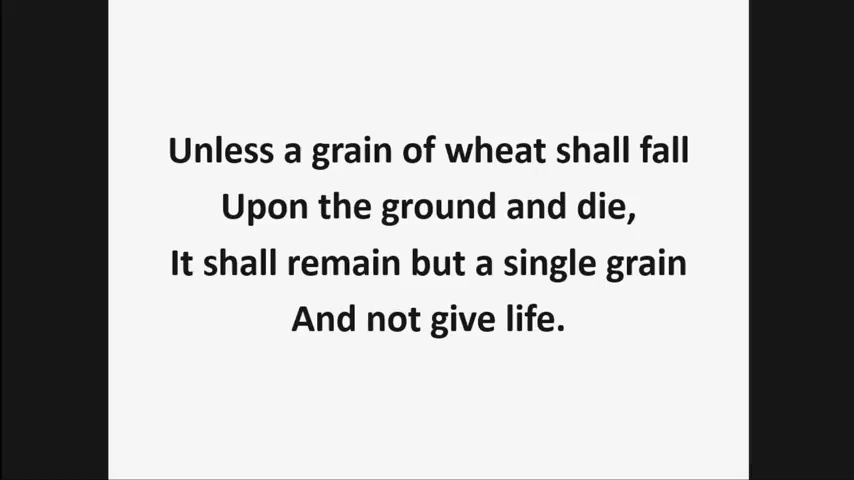 Unless a grain of wheat shall fall
Upon the ground and die,
It shall remain but a single grain
And not give life.